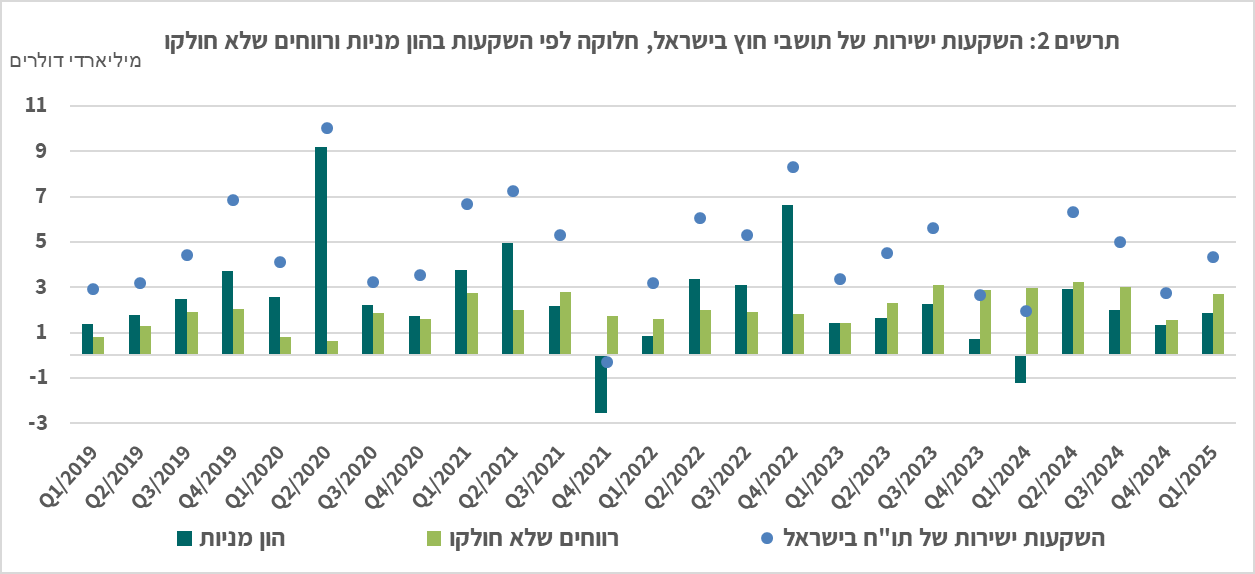 תרשים 2: השקעות ישירות של תושבי חוץ בישראל, חלוקה לפי השקעות בהון מניות ורווחים שלא חולקו
מיליארדי דולרים
11
9
7
5
3
1
-1
-3
Q1/2019
Q2//2019
Q3/2019
Q4/2019
Q1/2020
Q2/2020
Q3/2020
Q4/2020
Q1/2021
Q2/2021
Q3/2021
Q4/2021
Q1/2022
Q2/2022
Q3/2022
Q4/2022
Q1/2023
Q2/2023
Q3/2023
Q4/2023
Q1/2024
Q2/2024
Q3/2024
Q4/2024
Q1/2025
הון מניות
רווחים שלא חולקו
השקעות ישירות של תו"ח בישראל